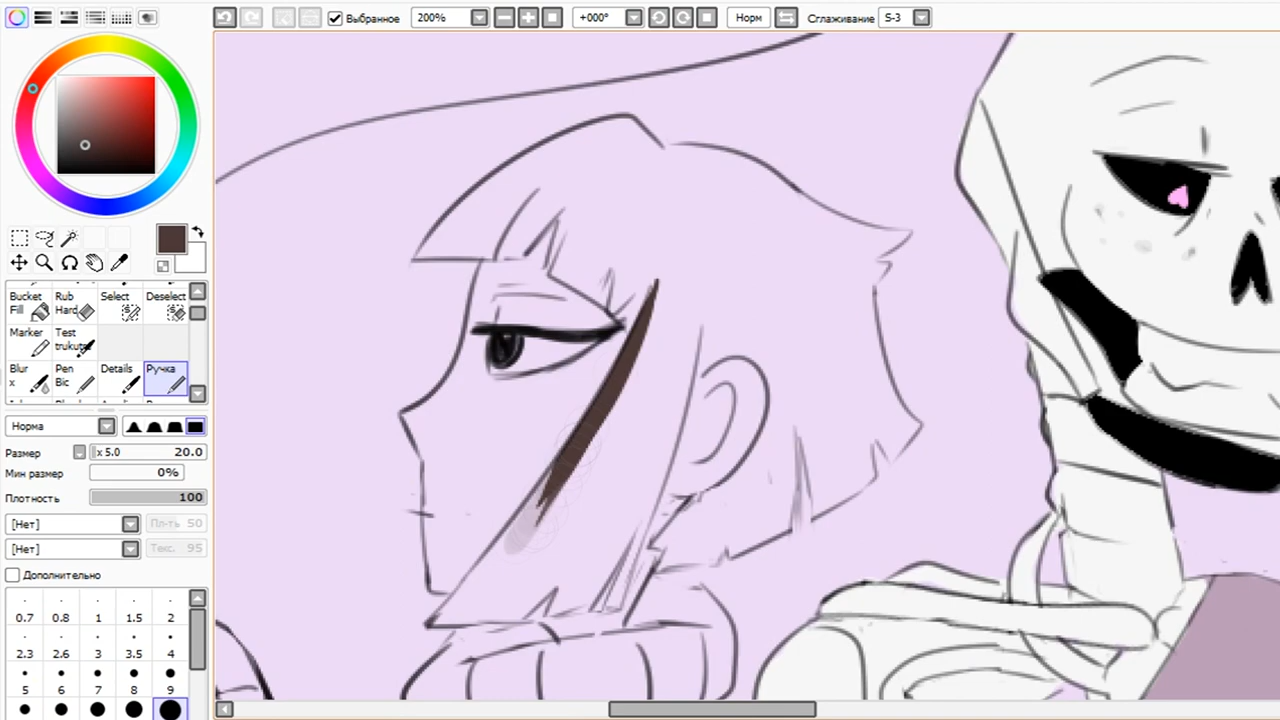 Выбранное 200% +000° Норм Сглаживание S-3
Bucket Fill Rub Hard Select Deselect
Marker Test
Blur x Pen Bic Details Ручка
Норма
Размер x 5.0 20.0
Мин размер 0%
Плотность 100
[Нет] Пл-ть 50
[Нет] Текс. 95
Дополнительно
0.7 0.8 1 1.5 2
2.3 2.6 3 3.5 4
5 6 7 8 9